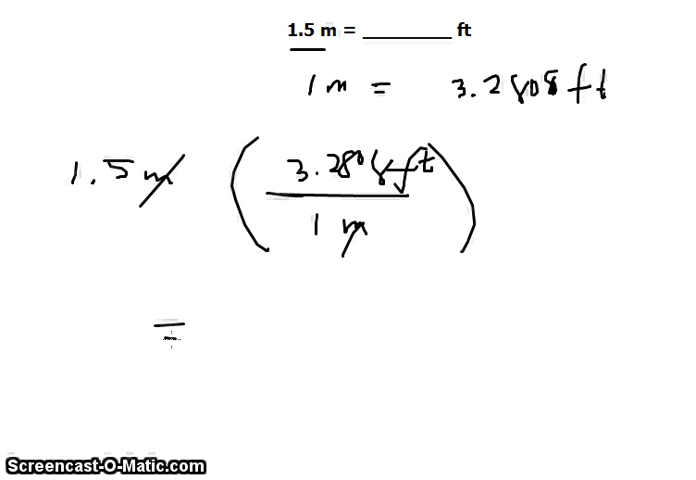 1.5 m = ________ ft
1 m = 3.2808 ft
1.5 m ( 3.2808 ft / 1 m )
=
Screencast-O-Matic.com